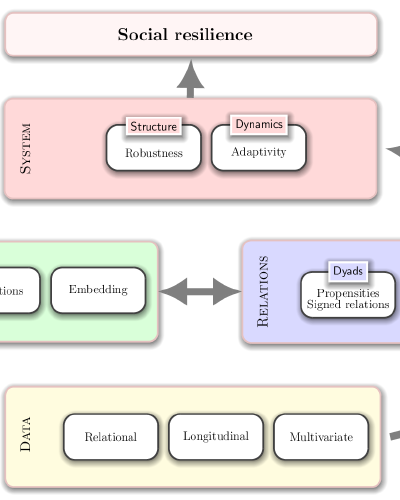 Social resilience
SYSTEM
Structure
Robustness
Dynamics
Adaptivity
tions
Embedding
RELATIONS
Dyads
Propensities
Signed relations
DATA
Relational
Longitudinal
Multivariate